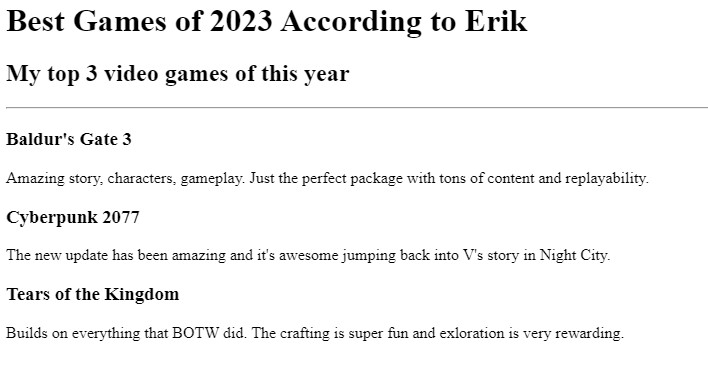 Best Games of 2023 According to Erik
My top 3 video games of this year
Baldur's Gate 3
Amazing story, characters, gameplay. Just the perfect package with tons of content and replayability.
Cyberpunk 2077
The new update has been amazing and it's awesome jumping back into V's story in Night City.
Tears of the Kingdom
Builds on everything that BOTW did. The crafting is super fun and exloration is very rewarding.